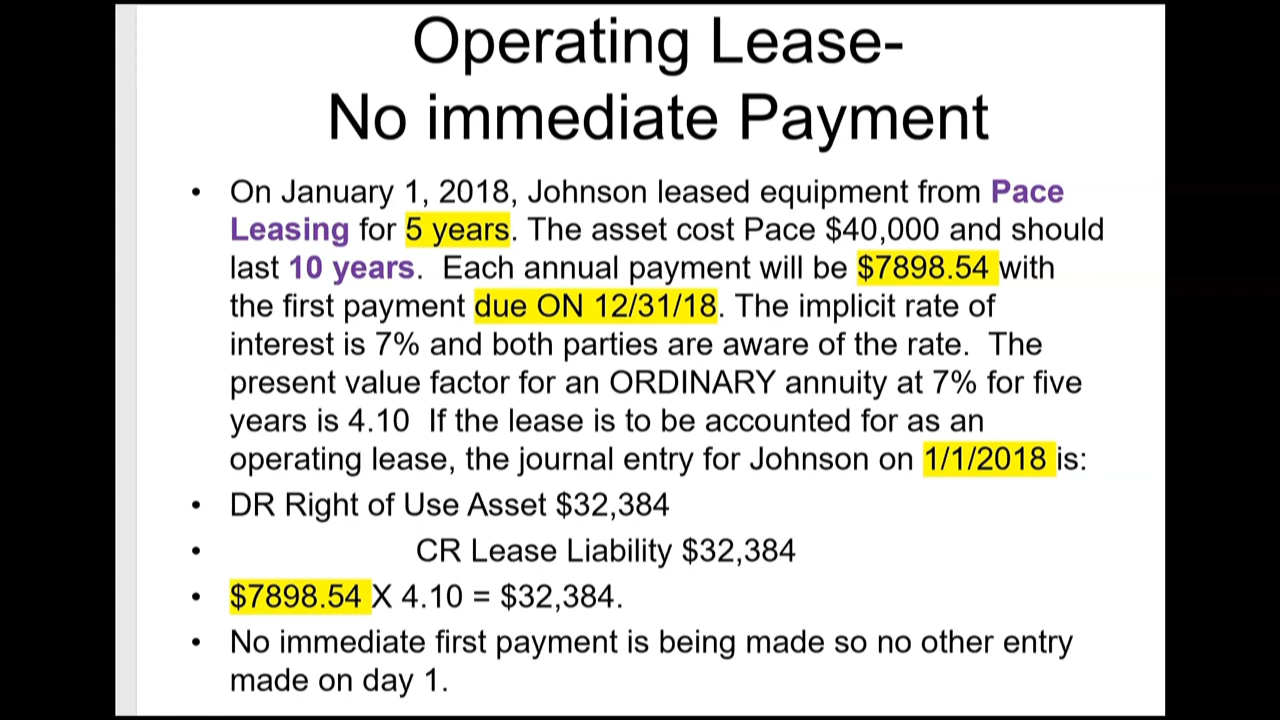 Operating Lease-
No immediate Payment
• On January 1, 2018, Johnson leased equipment from Pace
Leasing for 5 years. The asset cost Pace $40,000 and should
last 10 years. Each annual payment will be $7898.54 with
the first payment due ON 12/31/18. The implicit rate of
interest is 7% and both parties are aware of the rate. The
present value factor for an ORDINARY annuity at 7% for five
years is 4.10 If the lease is to be accounted for as an
operating lease, the journal entry for Johnson on 1/1/2018 is:
• DR Right of Use Asset $32,384
• CR Lease Liability $32,384
• $7898.54 X 4.10 = $32,384.
• No immediate first payment is being made so no other entry
made on day 1.